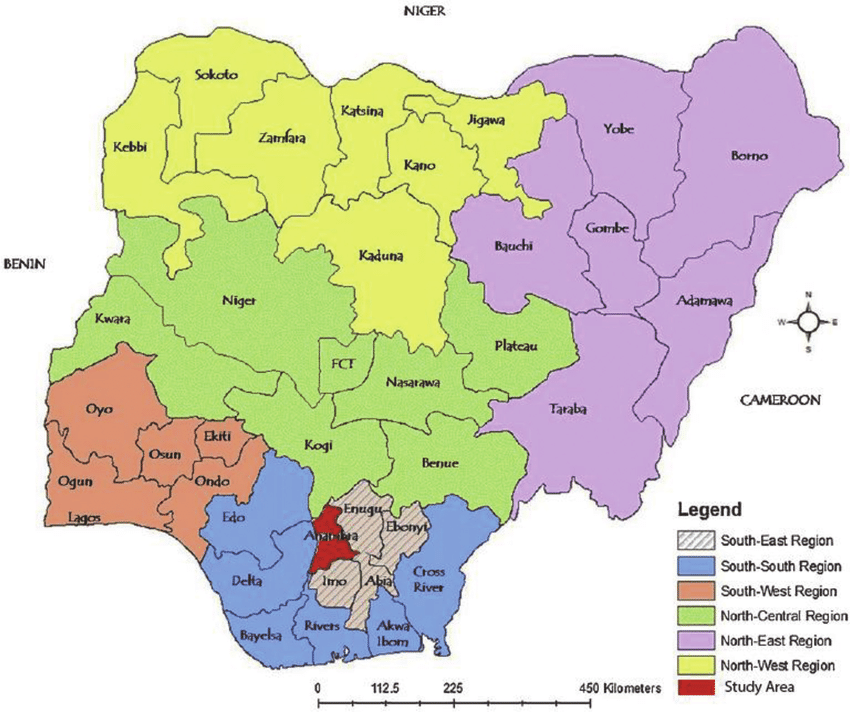 NIGER
Sokoto
Kebbi
Zamfara
Katsina
Jigawa
Kano
Yobe
Borno
Kaduna
Bauchi
Gombe
BENIN
Niger
Adamawa
Kwara
N
W
E
S
FCT
Plateau
Nasarawa
CAMEROON
Oyo
Taraba
Ekiti
Osun
Kogi
Benue
Ogun
Ondo
Lagos
Edo
Enugu
Ebonyi
Anambra
Delta
Imo
Abia
Cross
River
Bayelsa
Rivers
Akwa
Ibom
Legend
South-East Region
South-South Region
South-West Region
North-Central Region
North-East Region
North-West Region
Study Area
0 112.5 225 450 Kilometers